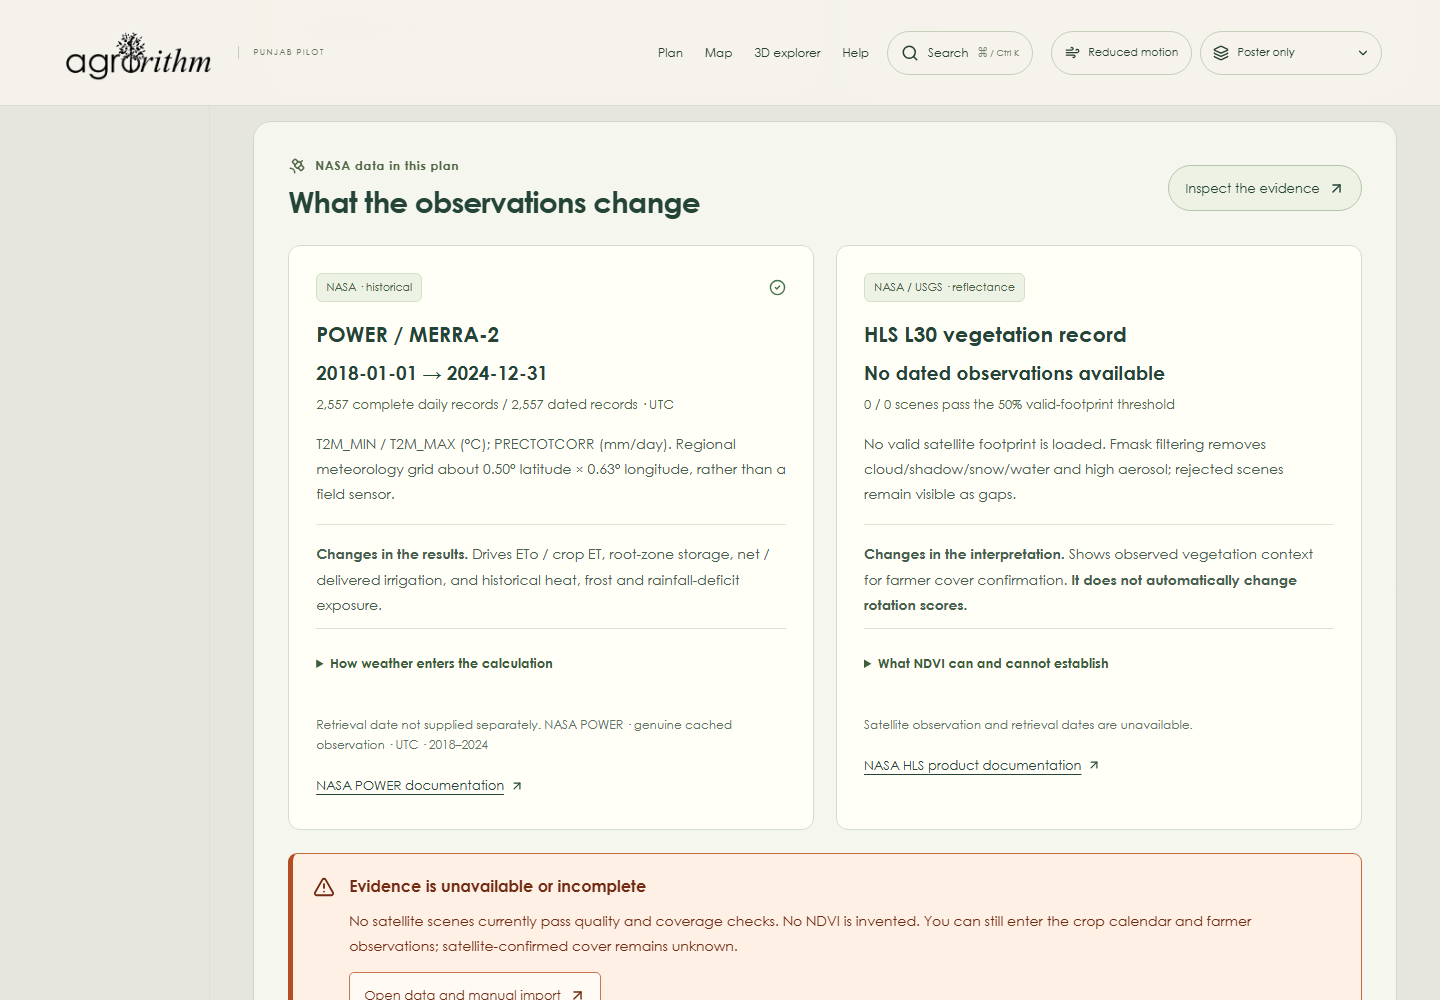 agrorithm
PUNJAB PILOT
Plan
Map
3D explorer
Help
Search ⌘ / Ctrl K
Reduced motion
Poster only
NASA data in this plan
What the observations change
Inspect the evidence
NASA · historical
POWER / MERRA-2
2018-01-01 → 2024-12-31
2,557 complete daily records / 2,557 dated records · UTC
T2M_MIN / T2M_MAX (°C); PRECTOTCORR (mm/day). Regional
meteorology grid about 0.50° latitude × 0.63° longitude, rather than a
field sensor.
Changes in the results. Drives ETo / crop ET, root-zone storage, net /
delivered irrigation, and historical heat, frost and rainfall-deficit
exposure.
How weather enters the calculation
Retrieval date not supplied separately. NASA POWER · genuine cached
observation · UTC · 2018–2024
NASA POWER documentation
NASA / USGS · reflectance
HLS L30 vegetation record
No dated observations available
0 / 0 scenes pass the 50% valid-footprint threshold
No valid satellite footprint is loaded. Fmask filtering removes
cloud/shadow/snow/water and high aerosol; rejected scenes
remain visible as gaps.
Changes in the interpretation. Shows observed vegetation context
for farmer cover confirmation. It does not automatically change
rotation scores.
What NDVI can and cannot establish
Satellite observation and retrieval dates are unavailable.
NASA HLS product documentation
Evidence is unavailable or incomplete
No satellite scenes currently pass quality and coverage checks. No NDVI is invented. You can still enter the crop calendar and farmer
observations; satellite-confirmed cover remains unknown.
Open data and manual import